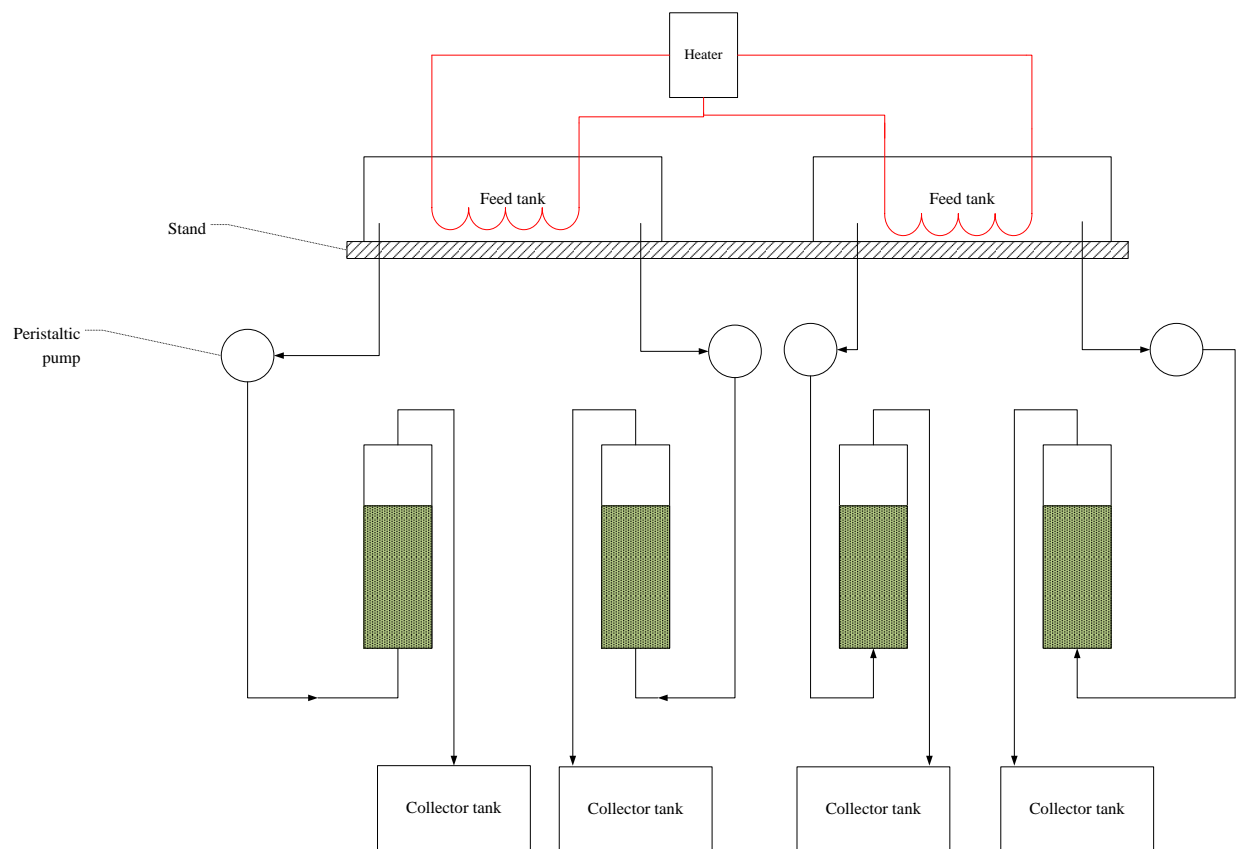 Heater
Feed tank
Feed tank
Stand
Peristaltic
pump
Collector tank
Collector tank
Collector tank
Collector tank